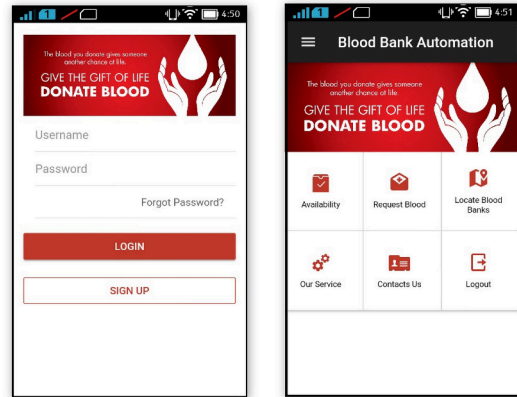 1
4:50
The blood you donate gives someone
another chance at life.
GIVE THE GIFT OF LIFE
DONATE BLOOD
Username
Password
Forgot Password?
LOGIN
SIGN UP
1
4:51
Blood Bank Automation
The blood you donate gives someone
another chance of life.
GIVE THE GIFT OF LIFE
DONATE BLOOD
Availability
Request Blood
Locate Blood
Banks
Our Service
Contacts Us
Logout